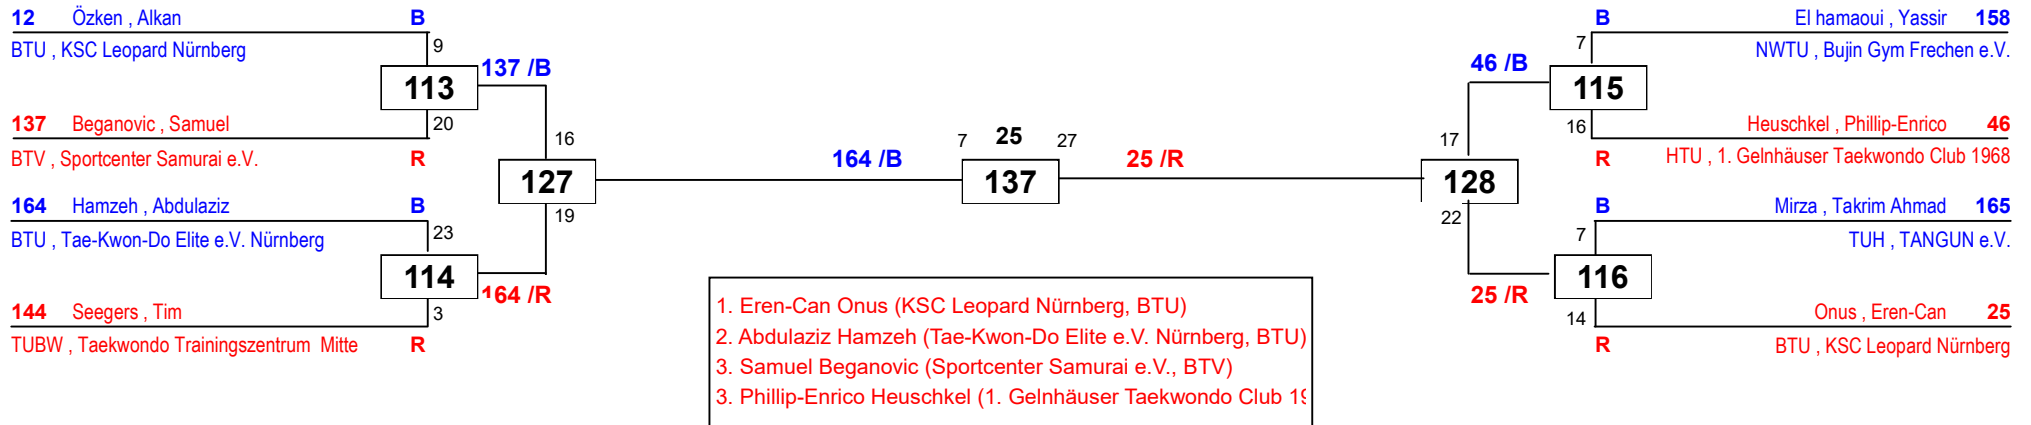 12 Özken , Alkan B
BTU , KSC Leopard Nürnberg
9
113
137 /B
20
137 Beganovic , Samuel
BTV , Sportcenter Samurai e.V. R
16
127
19
164 Hamzeh , Abdulaziz B
BTU , Tae-Kwon-Do Elite e.V. Nürnberg
23
114
164 /R
3
144 Seegers , Tim
TUBW , Taekwondo Trainingszentrum Mitte R
164 /B
7 25 27
137
25 /R
B El hamaoui , Yassir 158
NWTU , Bujin Gym Frechen e.V.
7
46 /B
115
16
Heuschkel , Phillip-Enrico 46
R HTU , 1. Gelnhäuser Taekwondo Club 1968
17
128
22
B Mirza , Takrim Ahmad 165
TUH , TANGUN e.V.
7
116
25 /R
14
Onus , Eren-Can 25
R BTU , KSC Leopard Nürnberg
1. Eren-Can Onus (KSC Leopard Nürnberg, BTU)
2. Abdulaziz Hamzeh (Tae-Kwon-Do Elite e.V. Nürnberg, BTU)
3. Samuel Beganovic (Sportcenter Samurai e.V., BTV)
3. Phillip-Enrico Heuschkel (1. Gelnhäuser Taekwondo Club